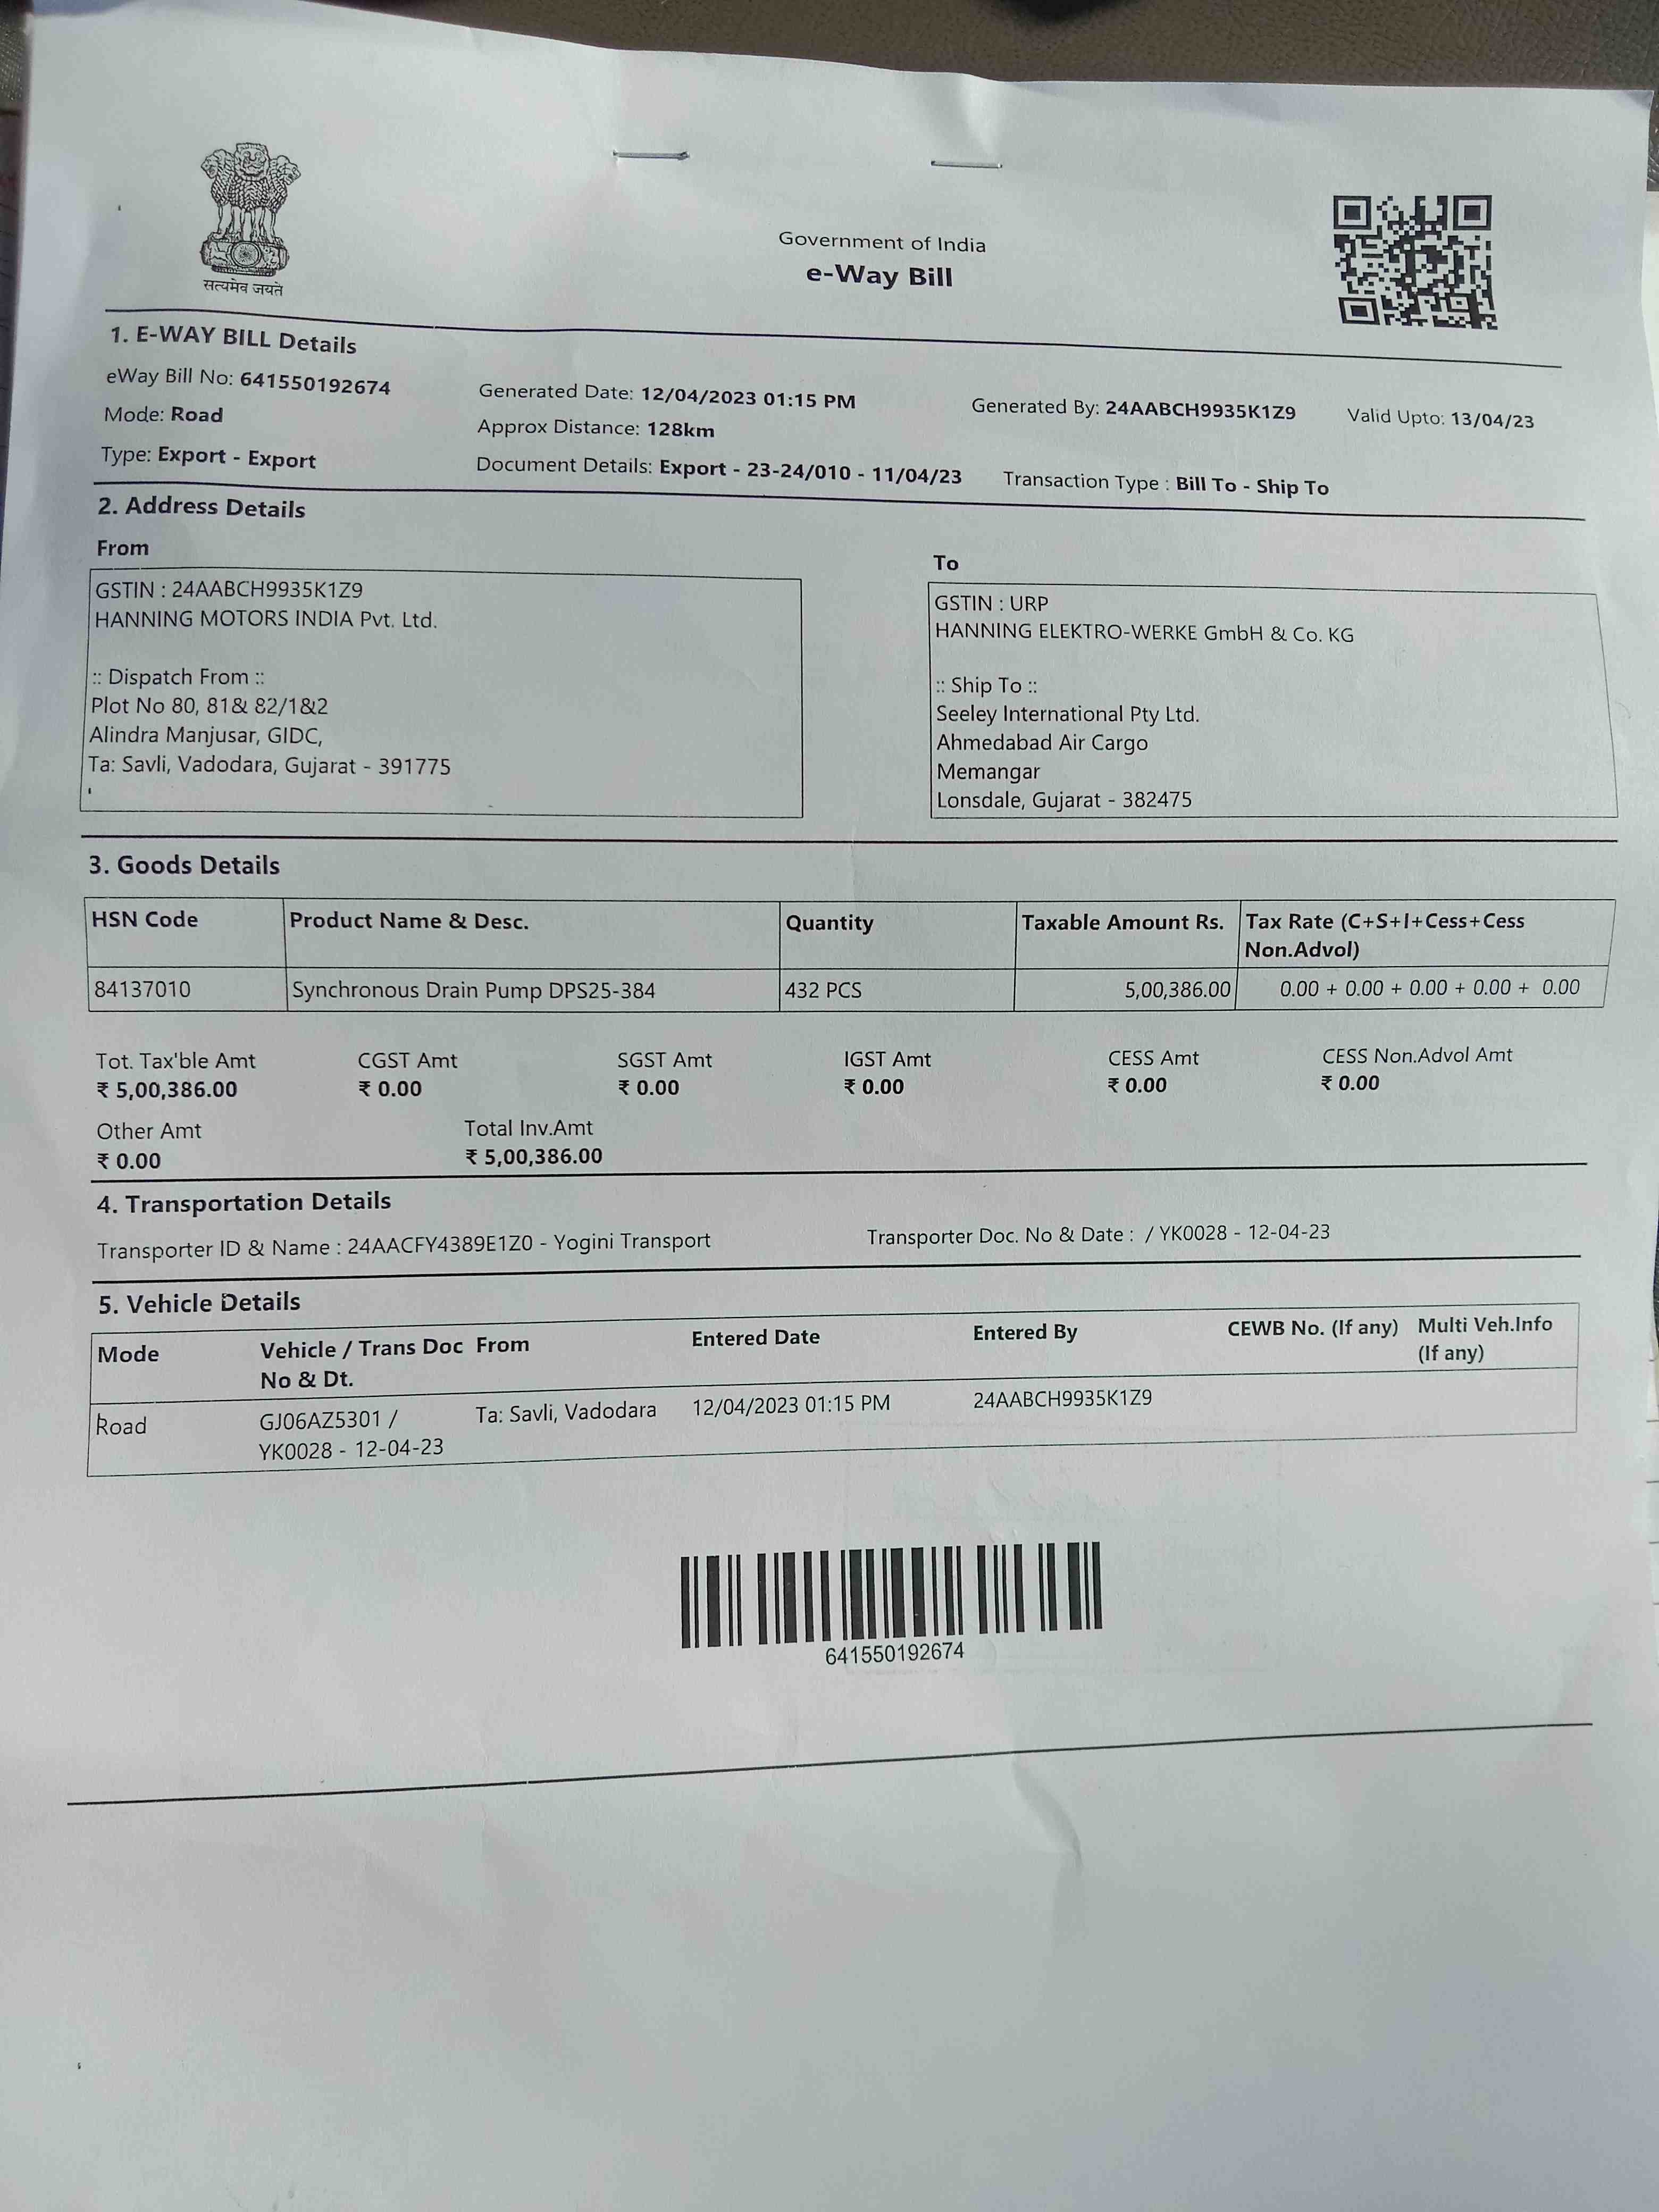 सत्यमेव जयते
Government of India
e-Way Bill
1. E-WAY BILL Details
eWay Bill No: 641550192674 Generated Date: 12/04/2023 01:15 PM Generated By: 24AABCH9935K1Z9 Valid Upto: 13/04/23
Mode: Road Approx Distance: 128km
Type: Export - Export Document Details: Export - 23-24/010 - 11/04/23 Transaction Type : Bill To - Ship To
2. Address Details
From
GSTIN : 24AABCH9935K1Z9
HANNING MOTORS INDIA Pvt. Ltd.
:: Dispatch From ::
Plot No 80, 81& 82/1&2
Alindra Manjusar, GIDC,
Ta: Savli, Vadodara, Gujarat - 391775
To
GSTIN : URP
HANNING ELEKTRO-WERKE GmbH & Co. KG
:: Ship To ::
Seeley International Pty Ltd.
Ahmedabad Air Cargo
Memangar
Lonsdale, Gujarat - 382475
3. Goods Details
HSN Code Product Name & Desc. Quantity Taxable Amount Rs. Tax Rate (C+S+I+Cess+Cess
Non.Advol)
84137010 Synchronous Drain Pump DPS25-384 432 PCS 5,00,386.00 0.00 + 0.00 + 0.00 + 0.00 + 0.00
Tot. Tax'ble Amt CGST Amt SGST Amt IGST Amt CESS Amt CESS Non.Advol Amt
₹ 5,00,386.00 ₹ 0.00 ₹ 0.00 ₹ 0.00 ₹ 0.00 ₹ 0.00
Other Amt Total Inv.Amt
₹ 0.00 ₹ 5,00,386.00
4. Transportation Details
Transporter ID & Name : 24AACFY4389E1Z0 - Yogini Transport Transporter Doc. No & Date : / YK0028 - 12-04-23
5. Vehicle Details
Mode Vehicle / Trans Doc From Entered Date Entered By CEWB No. (If any) Multi Veh.Info
No & Dt. (If any)
Road GJ06AZ5301 / Ta: Savli, Vadodara 12/04/2023 01:15 PM 24AABCH9935K1Z9
YK0028 - 12-04-23
641550192674